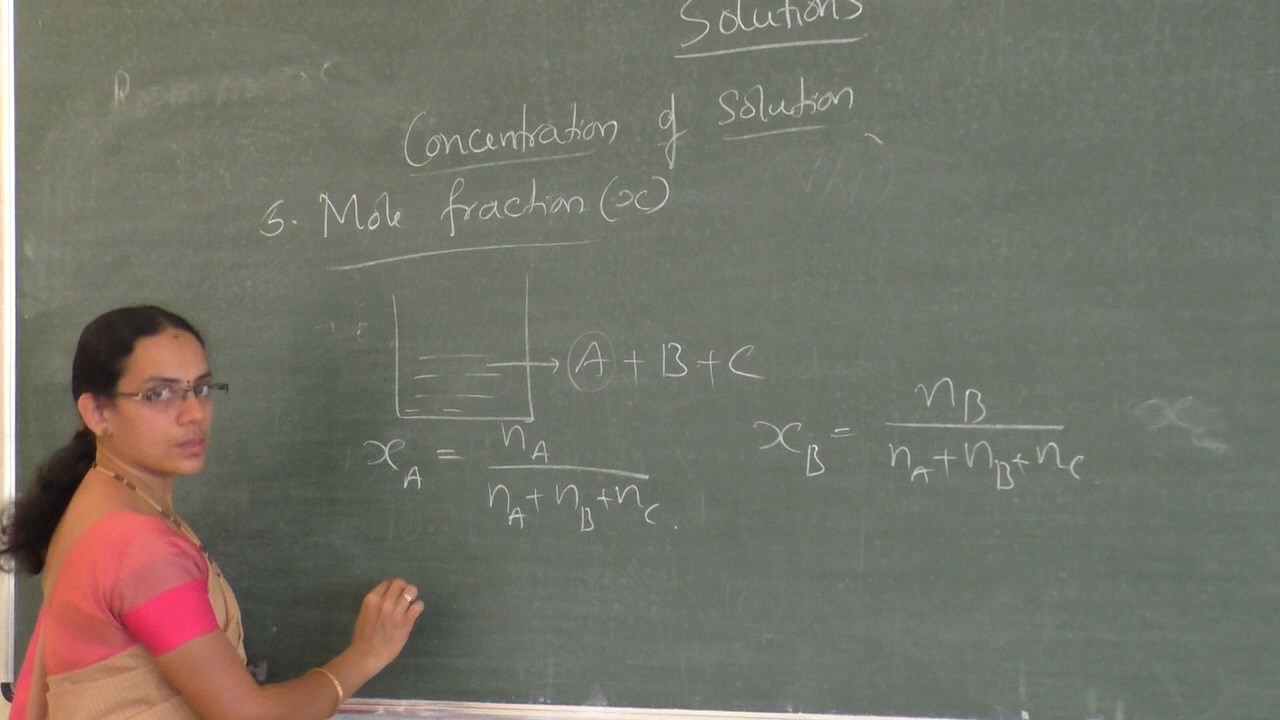 Solutions
Concentration of Solution
5. Mole fraction (x)
A + B + C
x_A = n_A / (n_A + n_B + n_C).
x_B = n_B / (n_A + n_B + n_C)